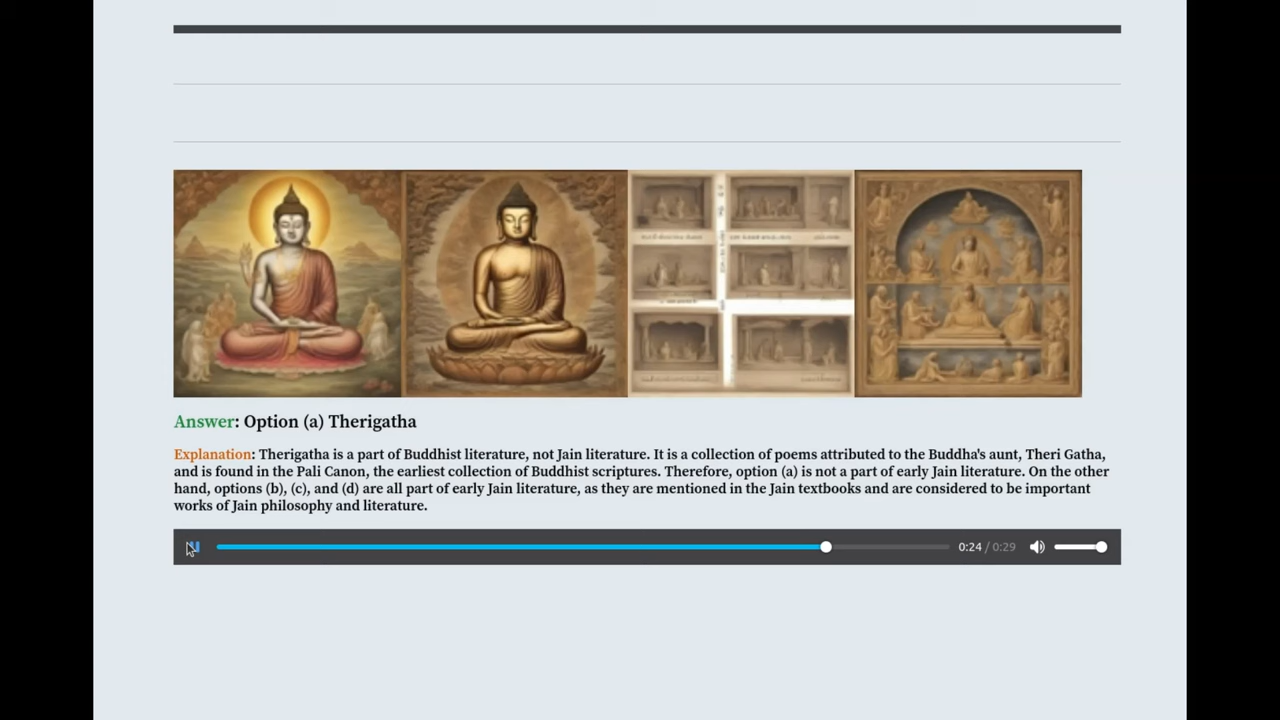 Answer: Option (a) Therigatha
Explanation: Therigatha is a part of Buddhist literature, not Jain literature. It is a collection of poems attributed to the Buddha's aunt, Theri Gatha,
and is found in the Pali Canon, the earliest collection of Buddhist scriptures. Therefore, option (a) is not a part of early Jain literature. On the other
hand, options (b), (c), and (d) are all part of early Jain literature, as they are mentioned in the Jain textbooks and are considered to be important
works of Jain philosophy and literature.
0:24 / 0:29